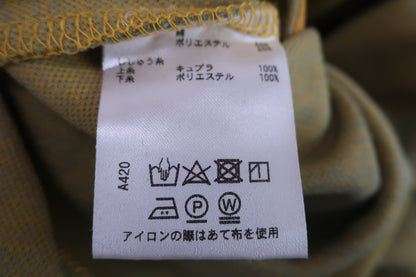 ポリエステル
ししゅう糸
上糸 キュプラ 100%
下糸 ポリエステル 100%
A420
P W
アイロンの際はあて布を使用